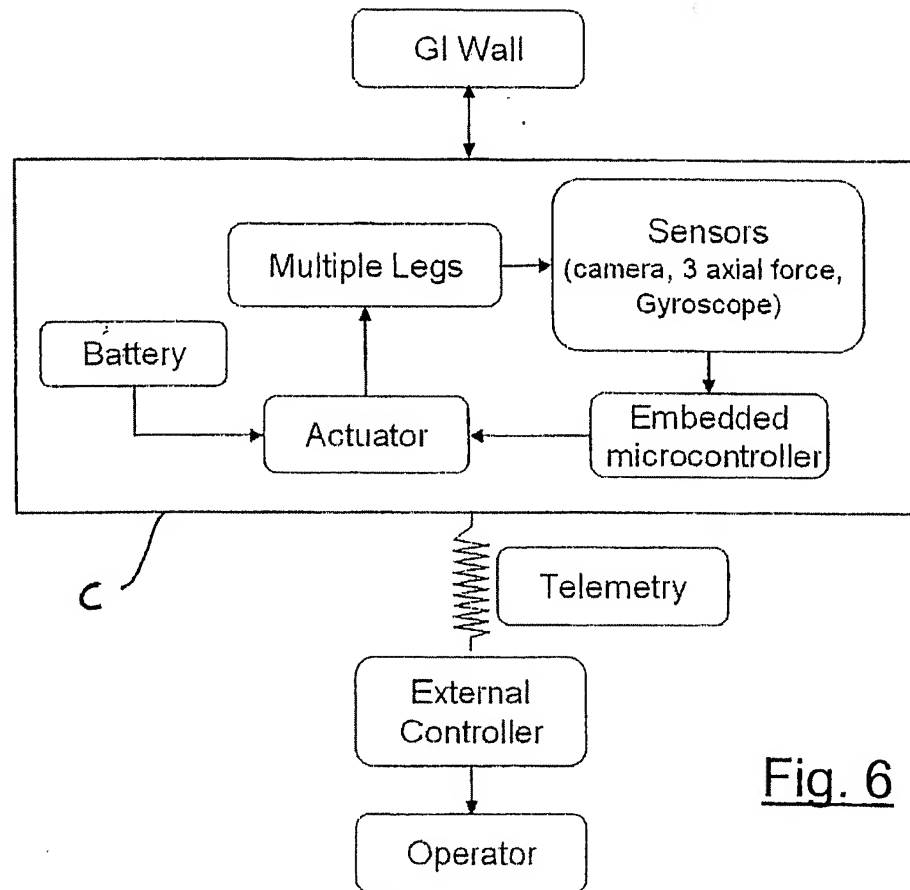 GI Wall
Sensors
(camera, 3 axial force,
Gyroscope)
Multiple Legs
Battery
Actuator
Embedded
microcontroller
C
Telemetry
External
Controller
Fig. 6
Operator